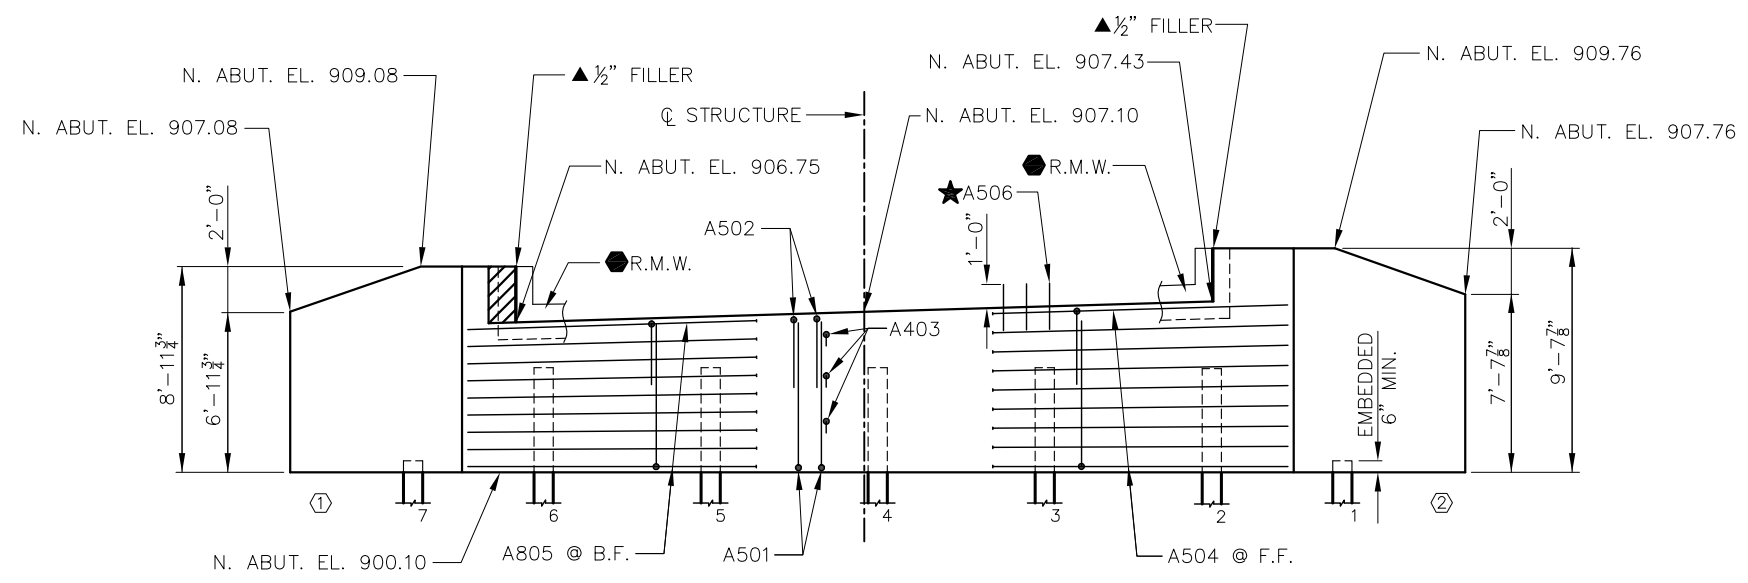 ▲½” FILLER
N. ABUT. EL. 909.76
N. ABUT. EL. 907.43
N. ABUT. EL. 909.08
▲½” FILLER
℄ STRUCTURE
N. ABUT. EL. 907.10
N. ABUT. EL. 907.08
N. ABUT. EL. 907.76
N. ABUT. EL. 906.75
⬣R.M.W.
★A506
2’-0”
2’-0”
A502
1’-0”
⬣R.M.W.
A403
8’-11¾”
6’-11¾”
EMBEDDED
6” MIN.
7’-7⅞”
9’-7⅞”
1
7
6
5
4
3
2
1
2
N. ABUT. EL. 900.10
A805 @ B.F.
A501
A504 @ F.F.